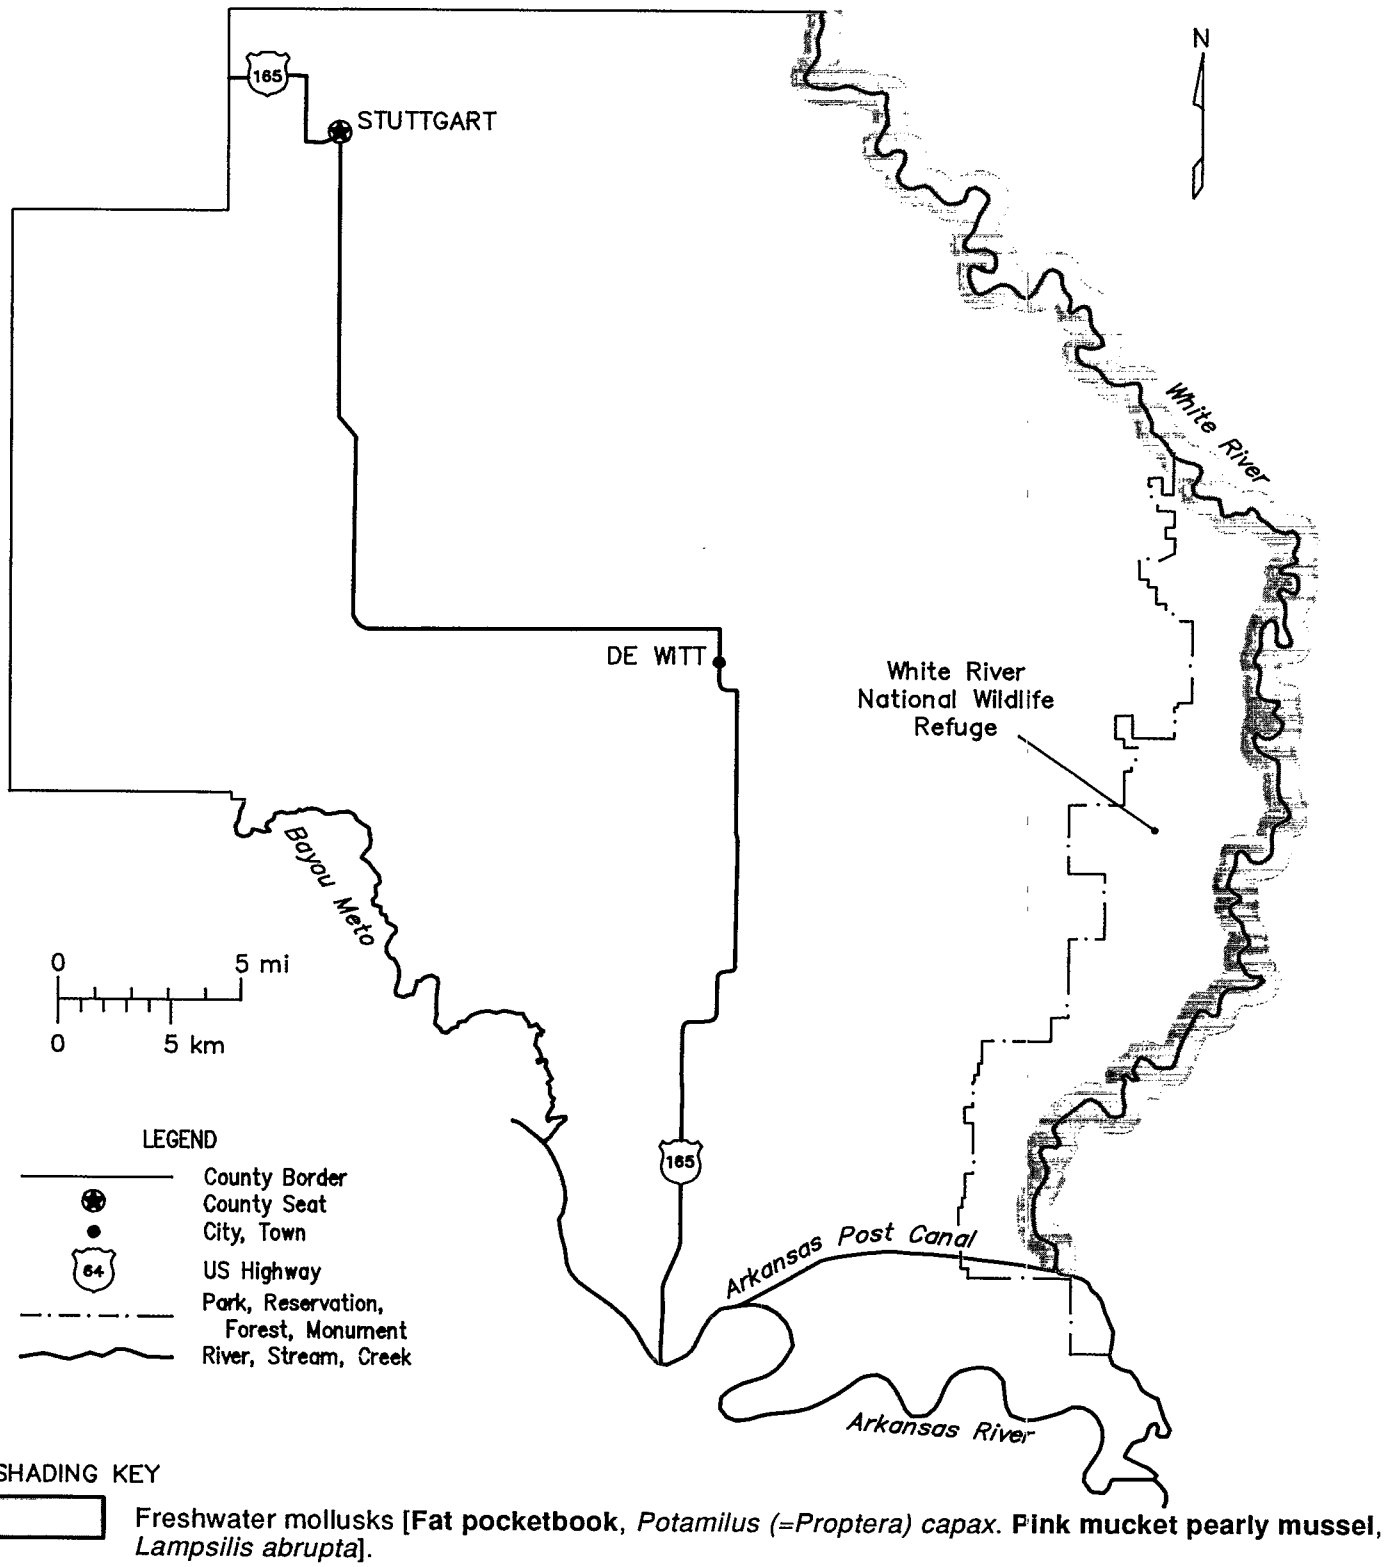 N
165
STUTTGART
White River
DE WITT
White River
National Wildlife
Refuge
Bayou Meto
0 5 mi
0 5 km
165
LEGEND
County Border
County Seat
City, Town
64
US Highway
Park, Reservation,
Forest, Monument
River, Stream, Creek
Arkansas Post Canal
Arkansas River
SHADING KEY
Freshwater mollusks [Fat pocketbook, Potamilus (=Proptera) capax. Pink mucket pearly mussel,
Lampsilis abrupta].